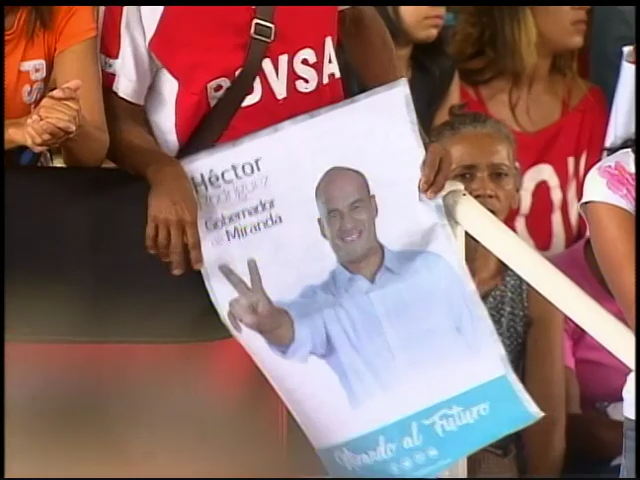 PDVSA
Héctor
Rodríguez
Gobernador
de Miranda
Mirando al Futuro